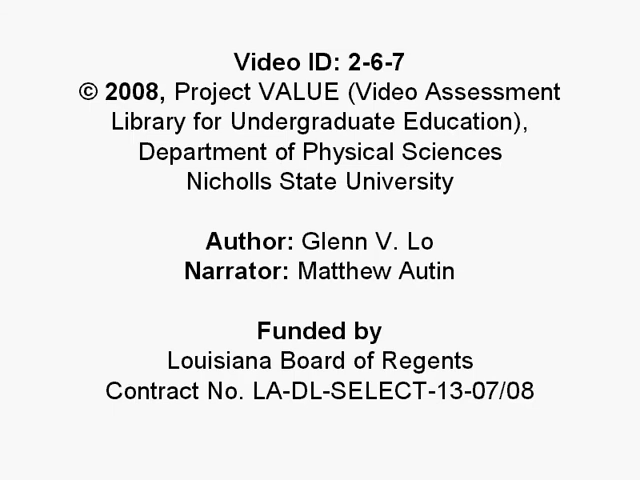 Video ID: 2-6-7
© 2008, Project VALUE (Video Assessment
Library for Undergraduate Education),
Department of Physical Sciences
Nicholls State University
Author: Glenn V. Lo
Narrator: Matthew Autin
Funded by
Louisiana Board of Regents
Contract No. LA-DL-SELECT-13-07/08